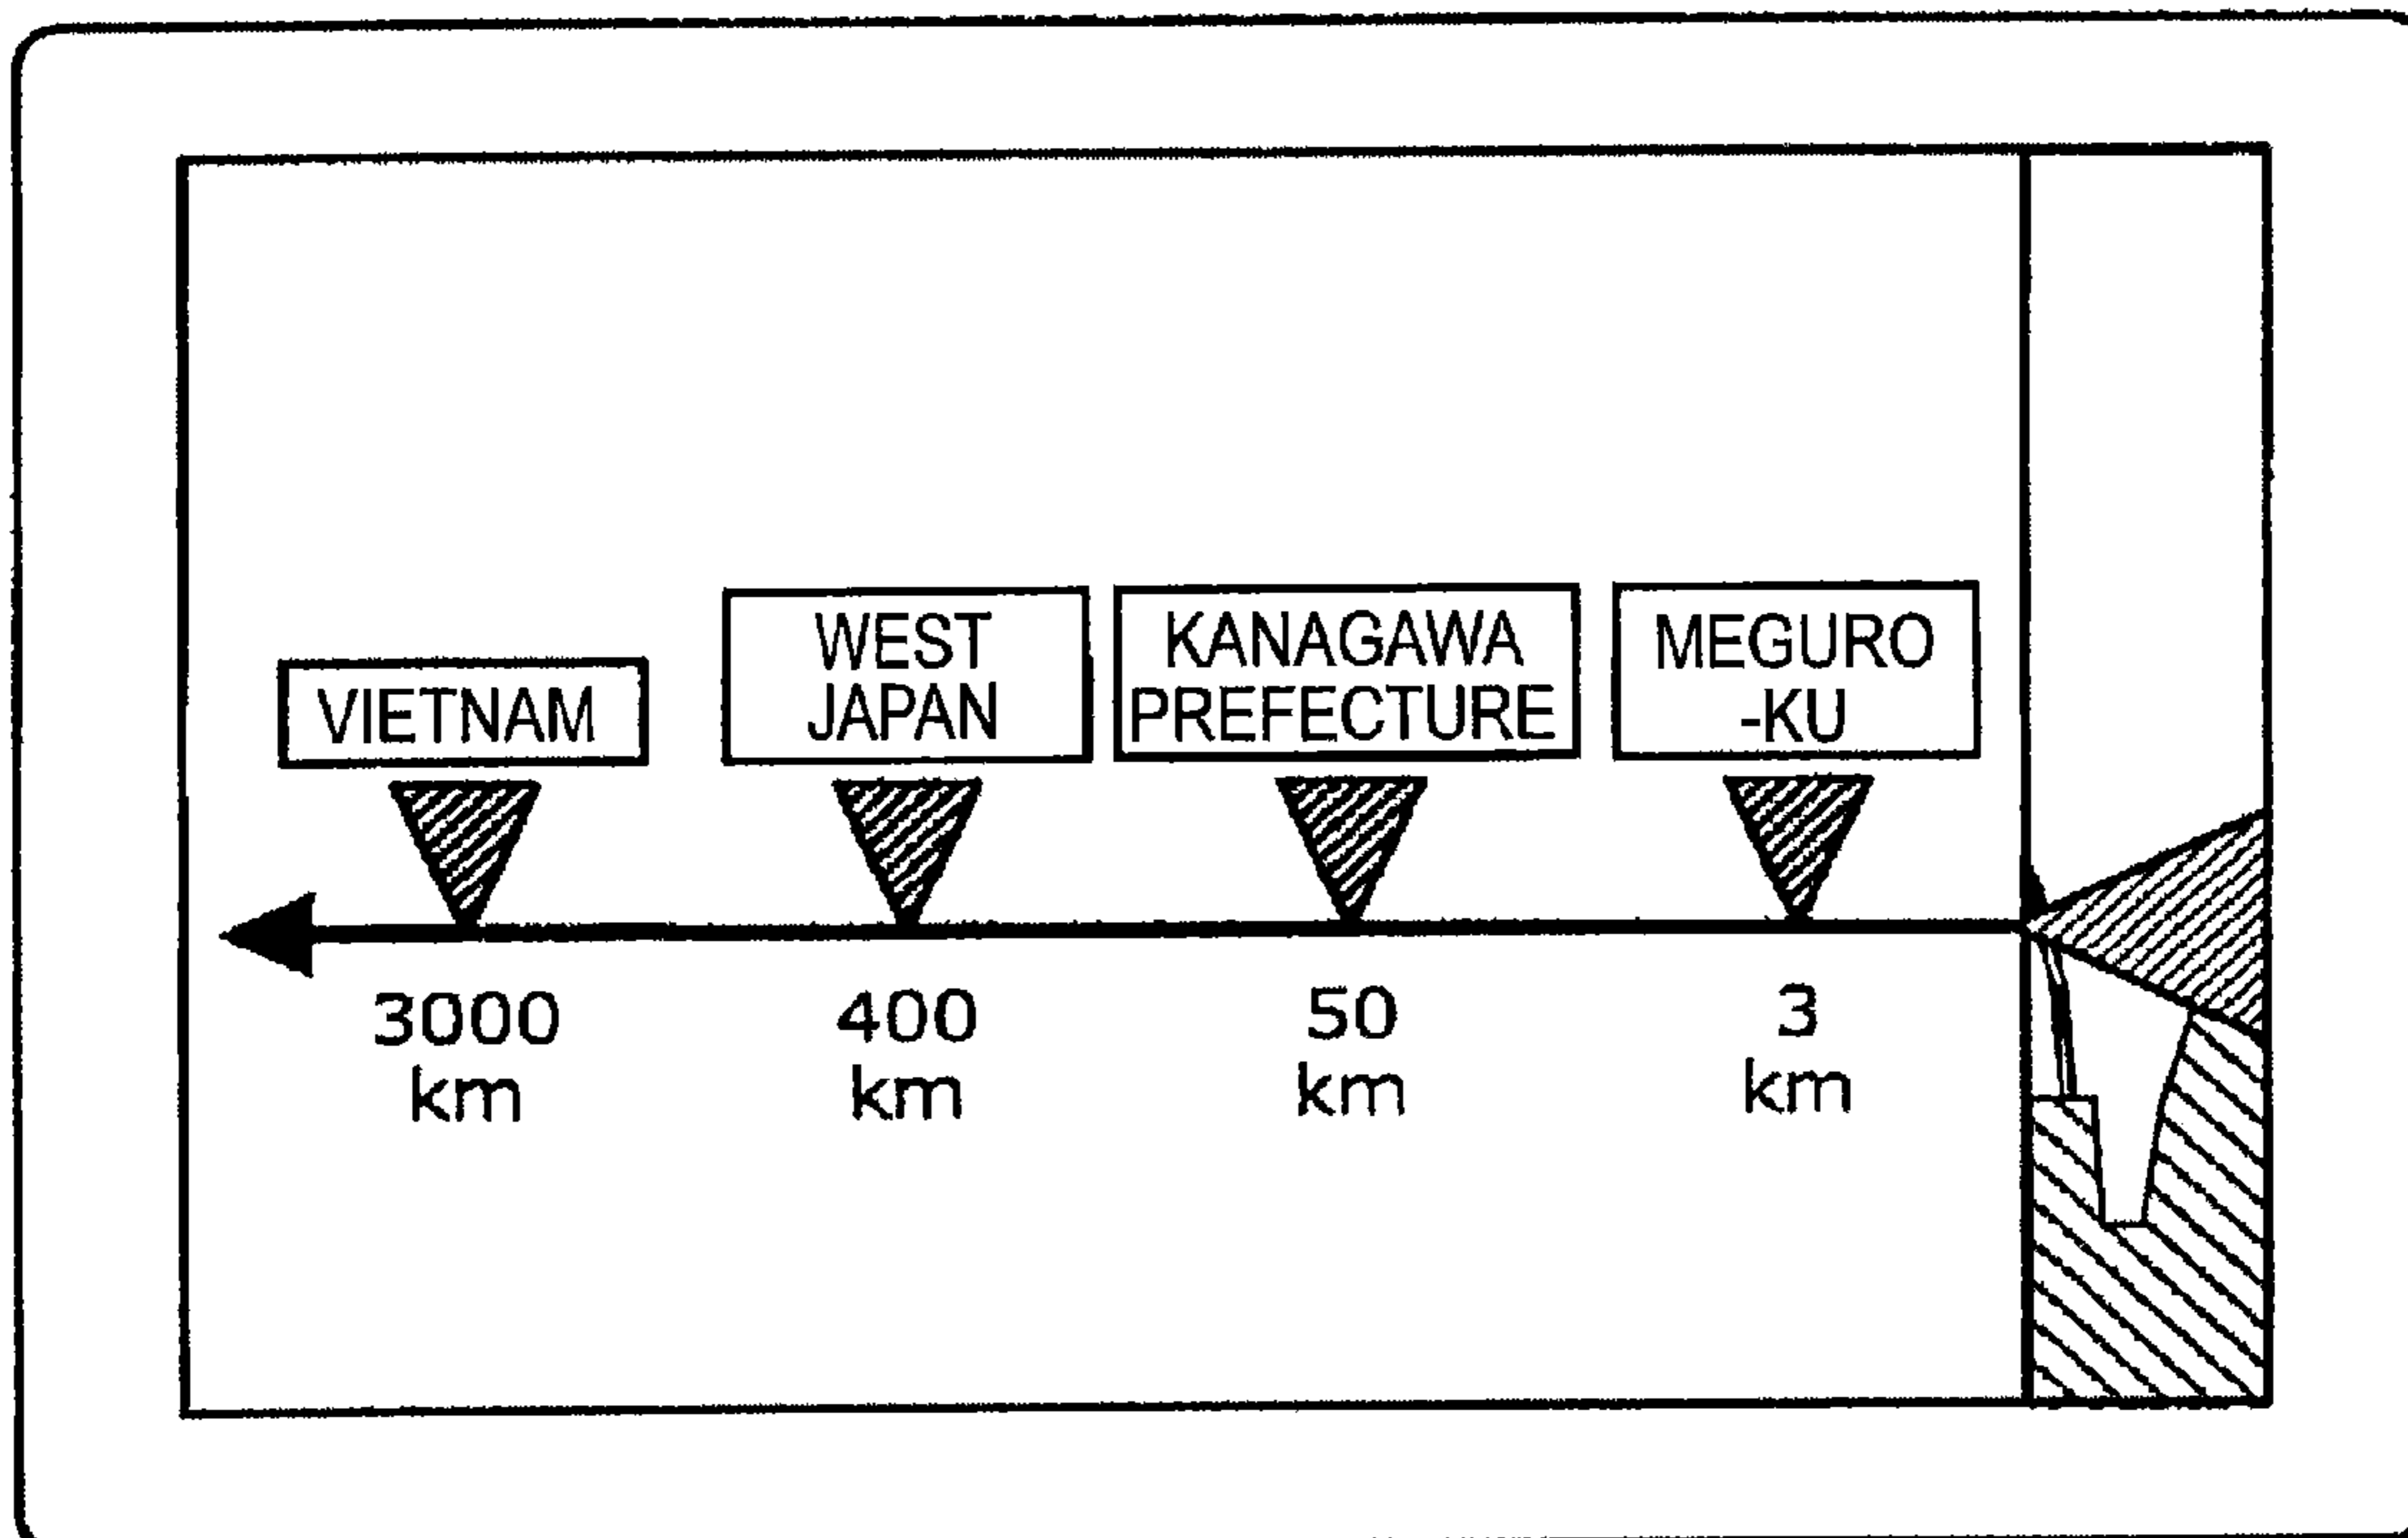 VIETNAM
WEST
JAPAN
KANAGAWA
PREFECTURE
MEGURO
-KU
3000
km
400
km
50
km
3
km